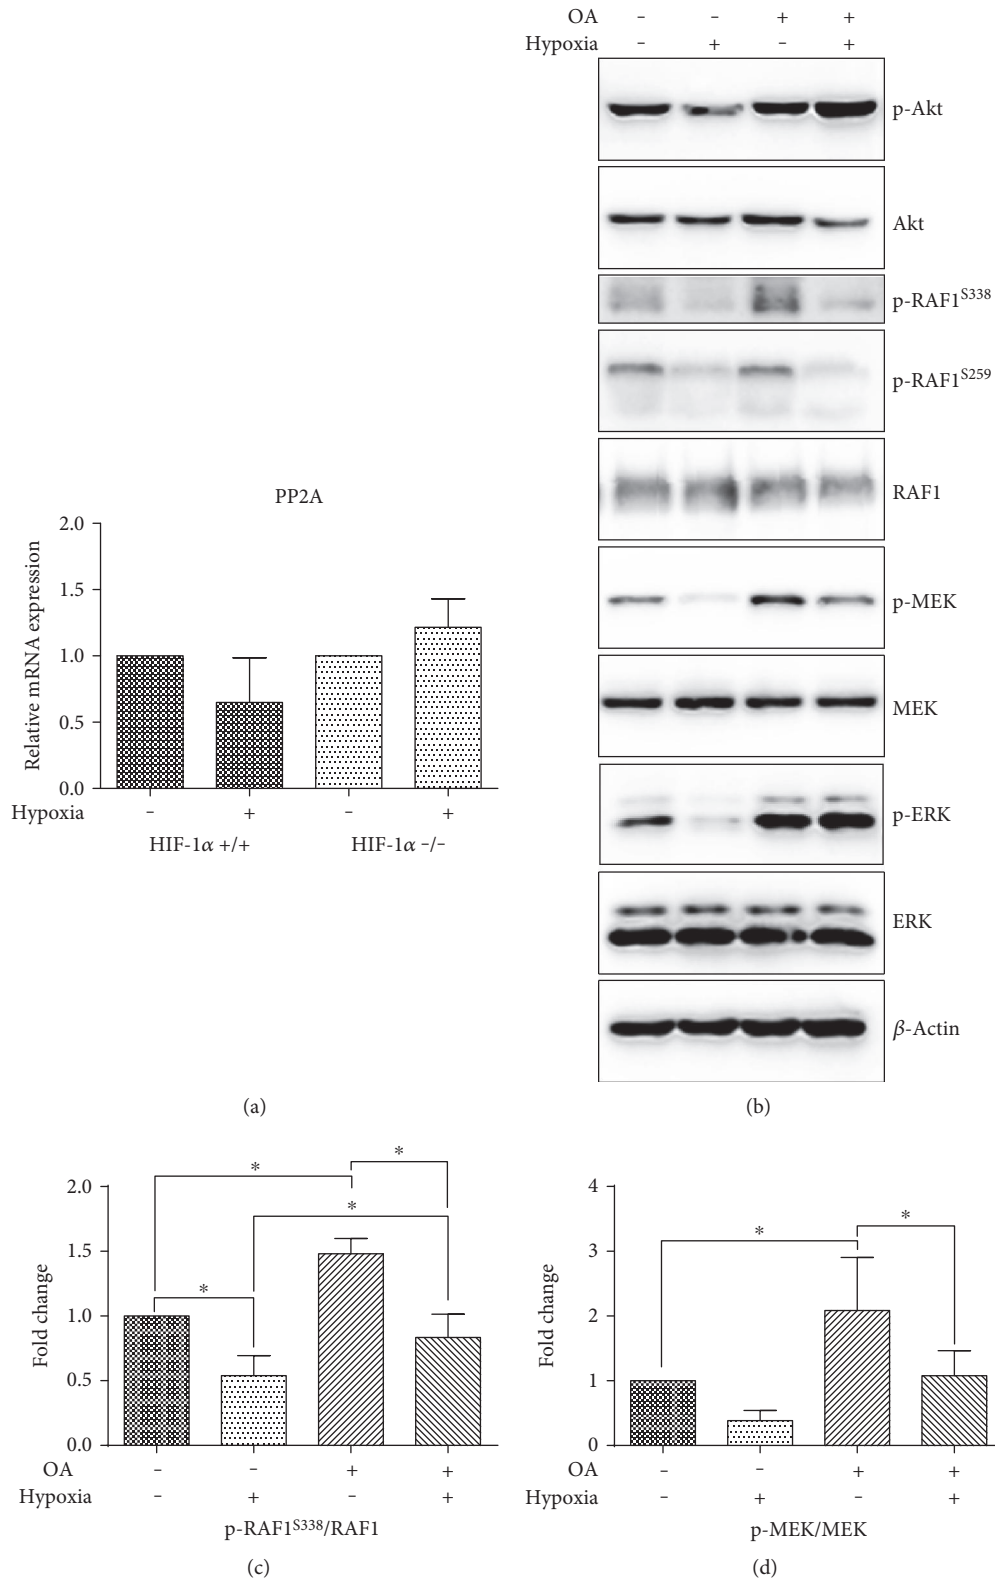 PP2A
2.0
1.5
1.0
0.5
0.0
Relative mRNA expression
Hypoxia - + - +
HIF-1α +/+ HIF-1α -/-
(a)
OA - - + +
Hypoxia - + - +
p-Akt
Akt
p-RAF1S338
p-RAF1S259
RAF1
p-MEK
MEK
p-ERK
ERK
β-Actin
(b)
* *
*
*
2.0
1.5
1.0
0.5
0.0
Fold change
OA - - + +
Hypoxia - + - +
p-RAF1S338/RAF1
(c)
* *
4
3
2
1
0
Fold change
OA - - + +
Hypoxia - + - +
p-MEK/MEK
(d)